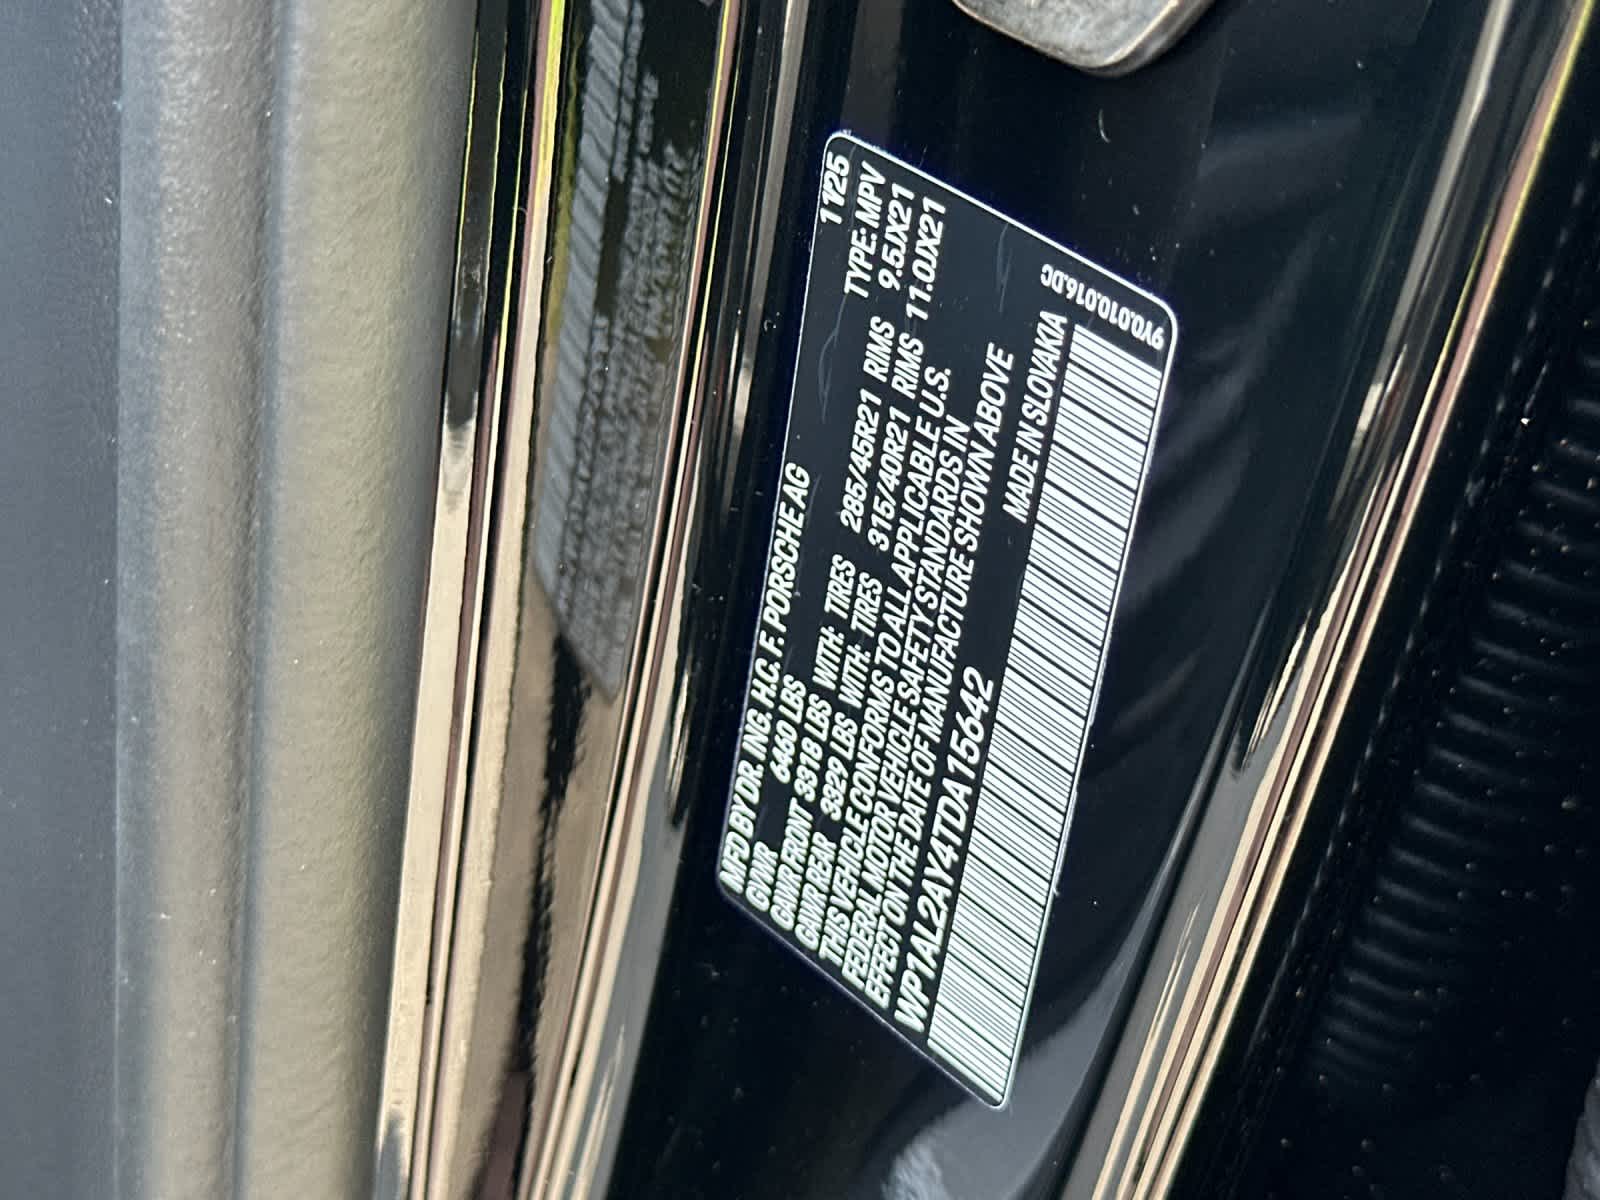 MFD BY DR. ING. H.C. F. PORSCHE AG 11/25
GVWR 6460 LBS TYPE: MPV
GAWR FRONT 3318 LBS WITH: TIRES 285/45R21 RIMS 9.5JX21
GAWR REAR 3329 LBS WITH: TIRES 315/40R21 RIMS 11.0JX21
THIS VEHICLE CONFORMS TO ALL APPLICABLE U.S.
FEDERAL MOTOR VEHICLE SAFETY STANDARDS IN
EFFECT ON THE DATE OF MANUFACTURE SHOWN ABOVE
WP1AL2AY4TDA15642 MADE IN SLOVAKIA
9Y0.010.016.DC